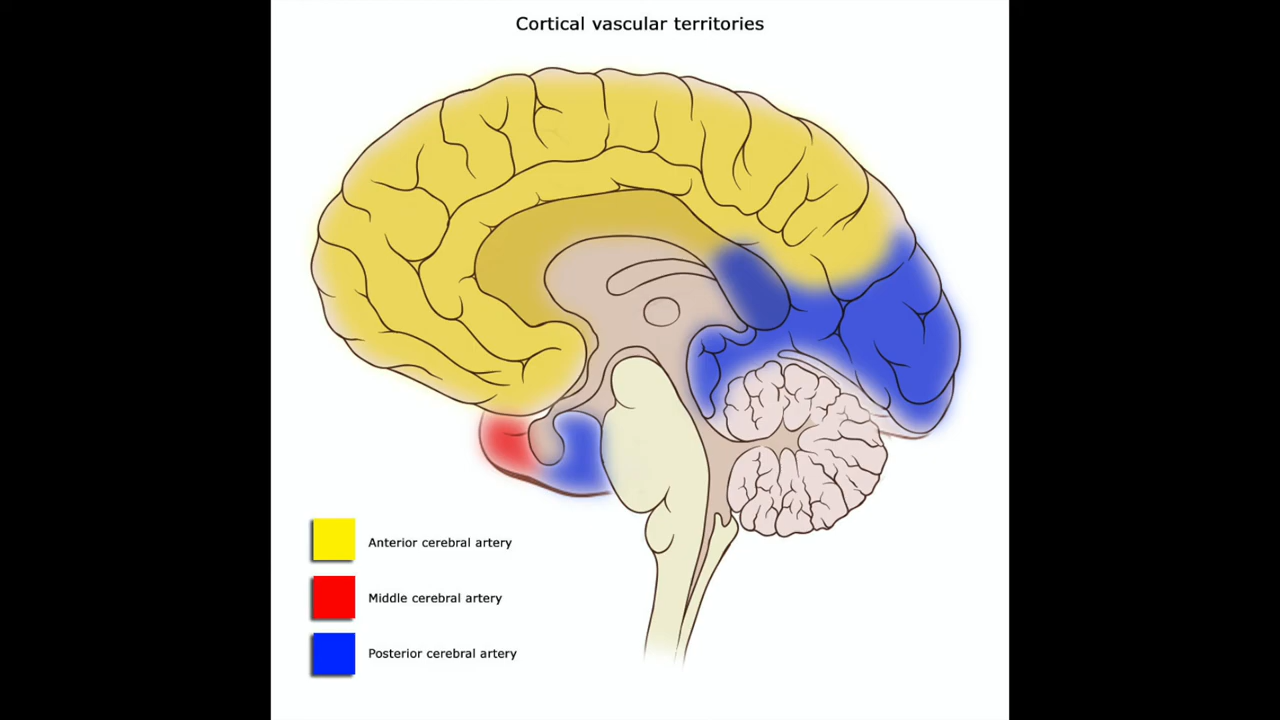 Cortical vascular territories
Anterior cerebral artery
Middle cerebral artery
Posterior cerebral artery